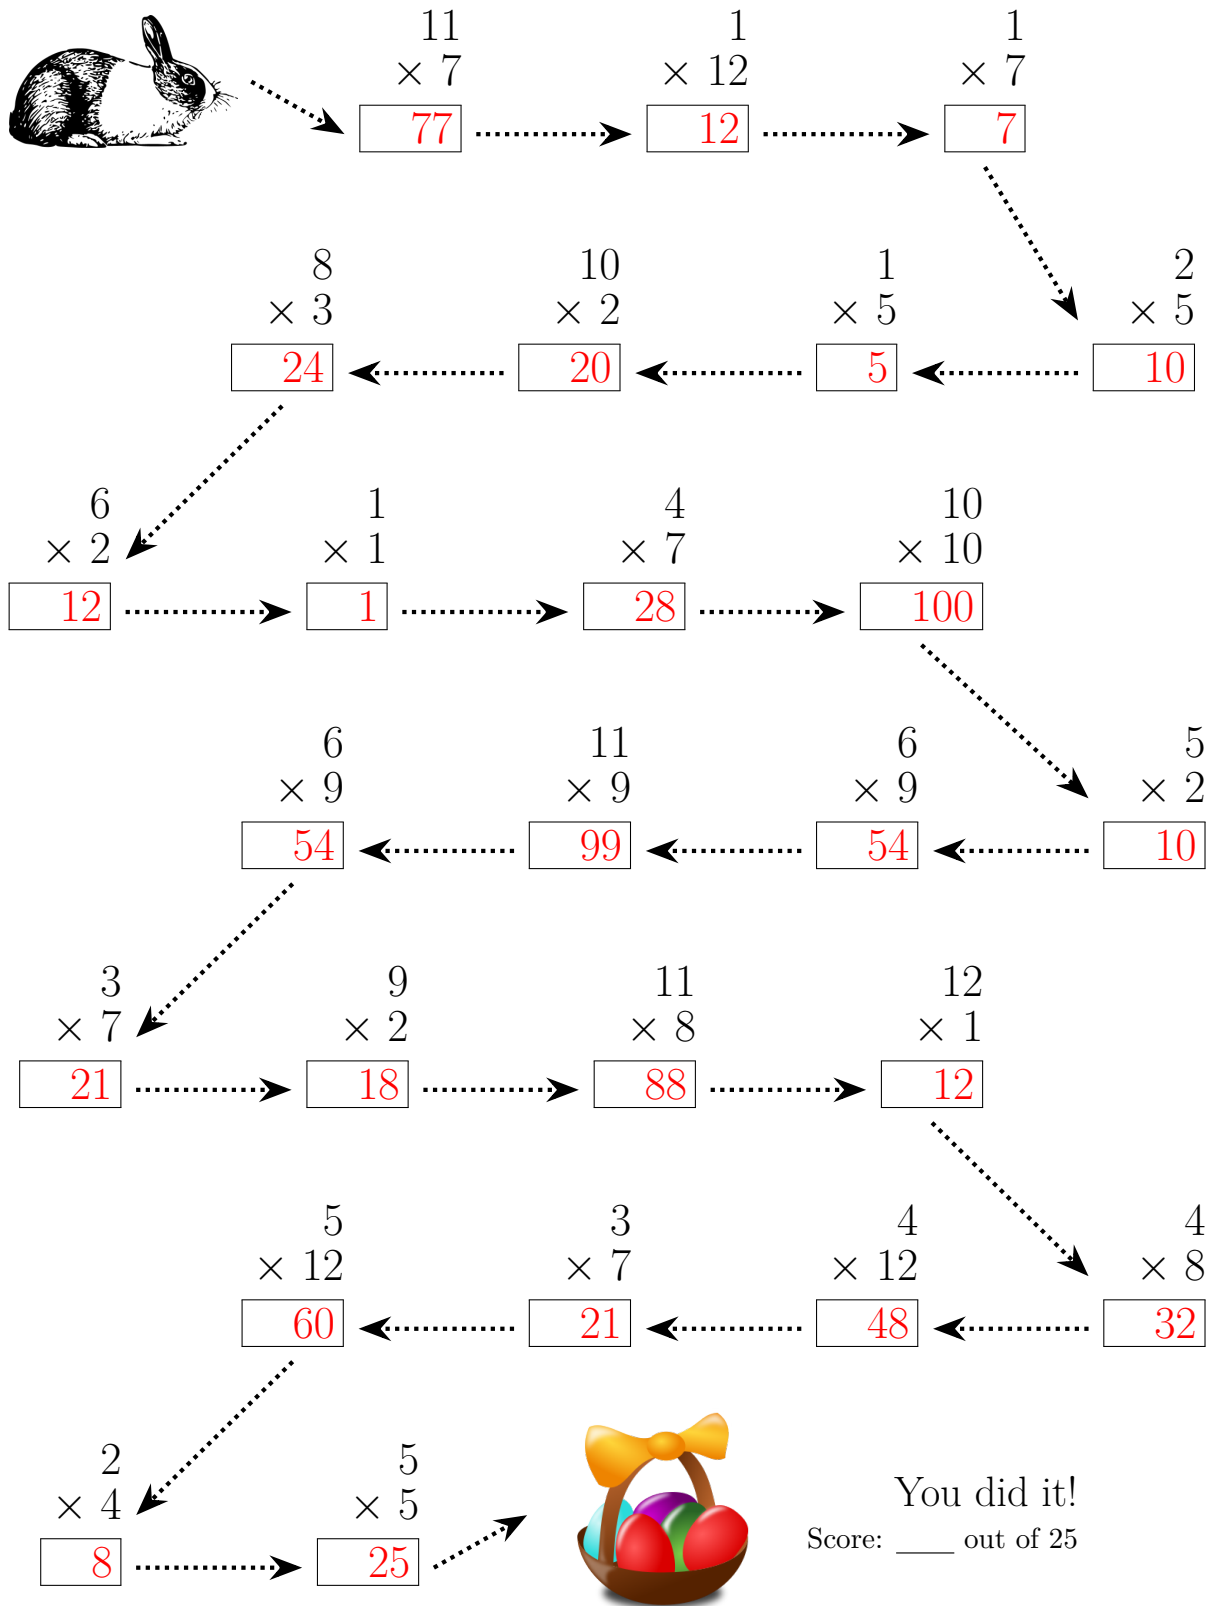 11 1 1
× 7 × 12 × 7
77 12 7
8 10 1 2
× 3 × 2 × 5 × 5
24 20 5 10
6 1 4 10
× 2 × 1 × 7 × 10
12 1 28 100
6 11 6 5
× 9 × 9 × 9 × 2
54 99 54 10
3 9 11 12
× 7 × 2 × 8 × 1
21 18 88 12
5 3 4 4
× 12 × 7 × 12 × 8
60 21 48 32
2 5
× 4 × 5
8 25
You did it!
Score: ____ out of 25